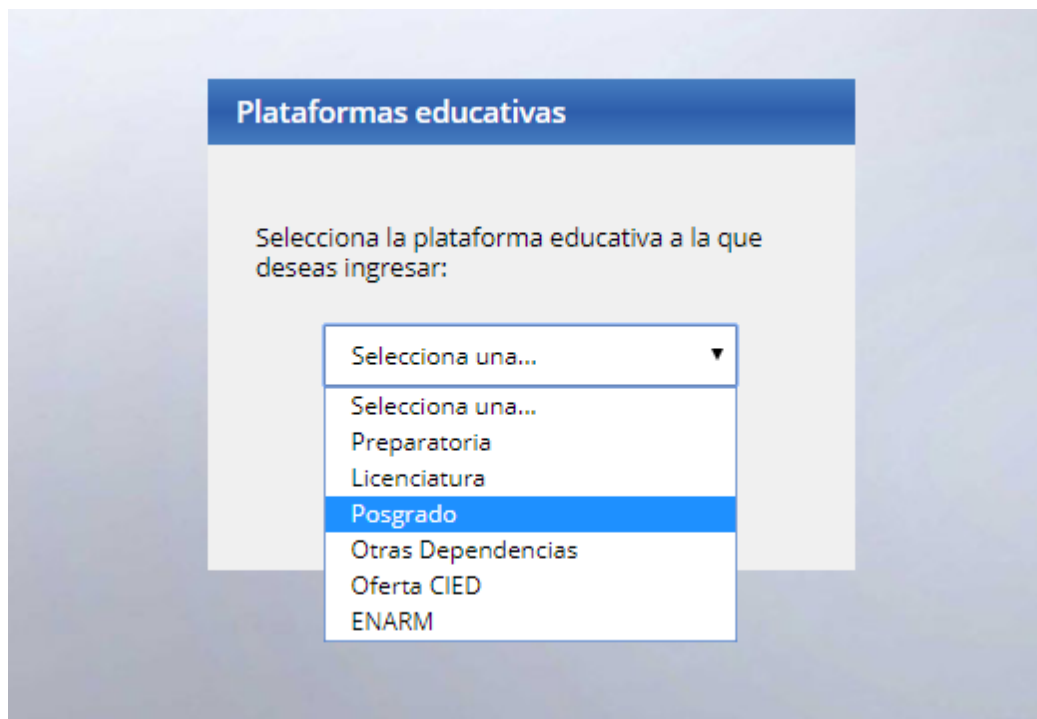 Plataformas educativas
Selecciona la plataforma educativa a la que
deseas ingresar:
Selecciona una...
Selecciona una...
Preparatoria
Licenciatura
Posgrado
Otras Dependencias
Oferta CIED
ENARM